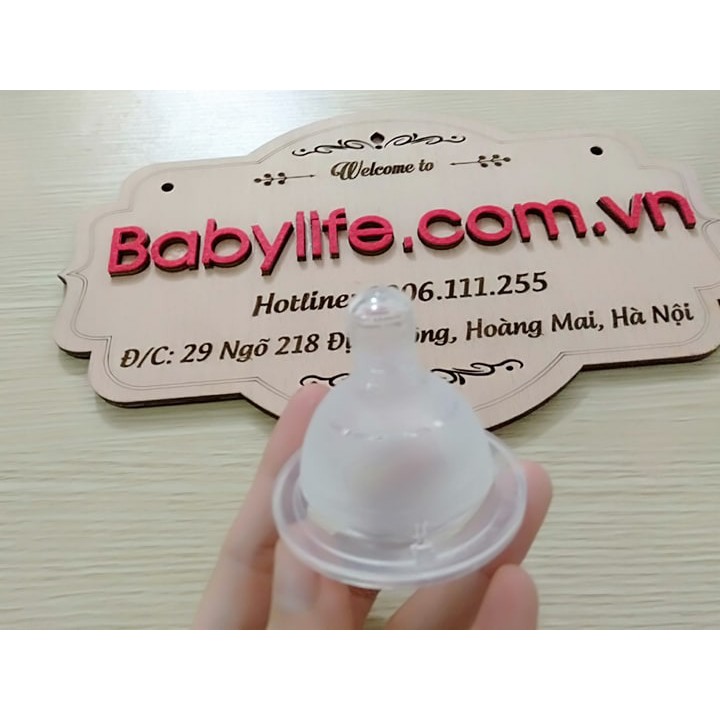 Welcome to
Babylife.com.vn
Hotline: 06.111.255
Đ/C: 29 Ngõ 218 Hoàng Mai, Hà Nội